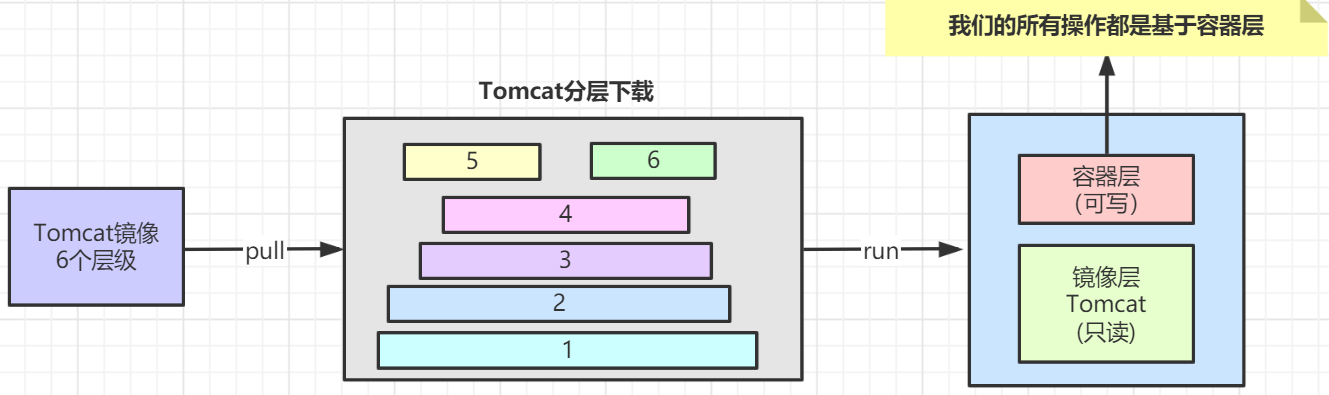 我们的所有操作都是基于容器层
Tomcat分层下载
5
6
4
3
2
1
Tomcat镜像
6个层级
pull
run
容器层
(可写)
镜像层
Tomcat
(只读)